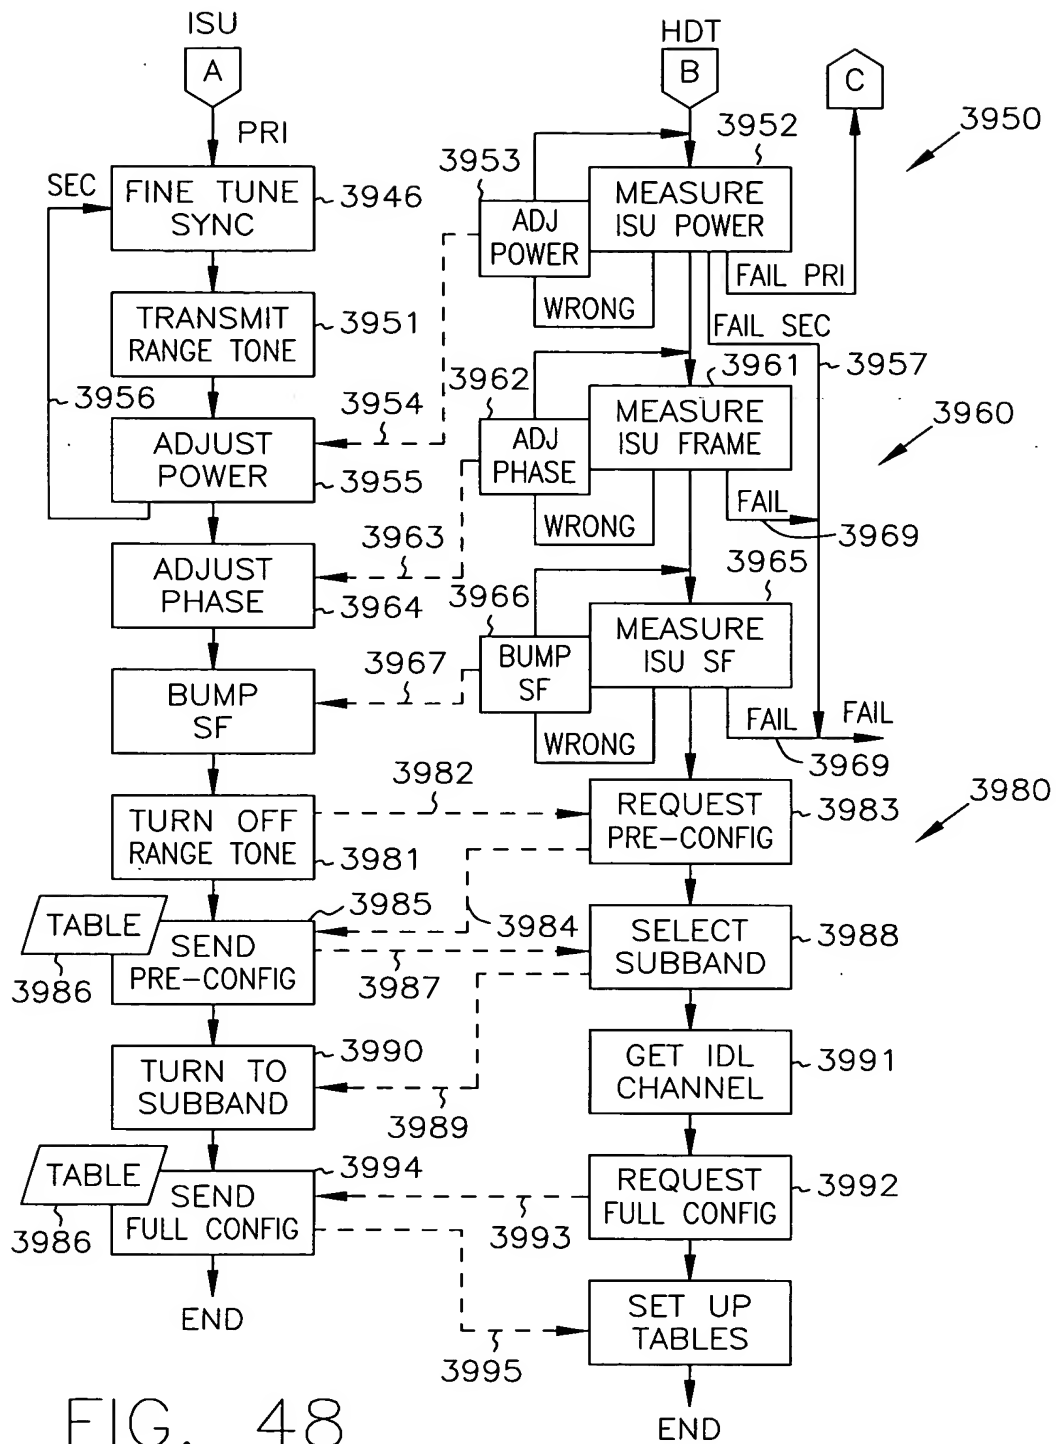 ISU
A
PRI
SEC
FINE TUNE
SYNC
3946
TRANSMIT
RANGE TONE
3951
3956
3954
ADJUST
POWER
3955
3963
ADJUST
PHASE
3964
3967
BUMP
SF
3982
TURN OFF
RANGE TONE
3981
TABLE
3986
3985
3984
SEND
PRE-CONFIG
3987
3990
TURN TO
SUBBAND
3989
TABLE
3986
3994
SEND
FULL CONFIG
3993
END
3995
HDT
B
C
3950
3952
3953
MEASURE
ISU POWER
ADJ
POWER
WRONG
FAIL PRI
FAIL SEC
3957
3960
3961
3962
MEASURE
ISU FRAME
ADJ
PHASE
WRONG
FAIL
3969
3965
3966
MEASURE
ISU SF
BUMP
SF
WRONG
FAIL
FAIL
3969
3980
REQUEST
PRE-CONFIG
3983
SELECT
SUBBAND
3988
GET IDL
CHANNEL
3991
REQUEST
FULL CONFIG
3992
SET UP
TABLES
END
FIG. 48